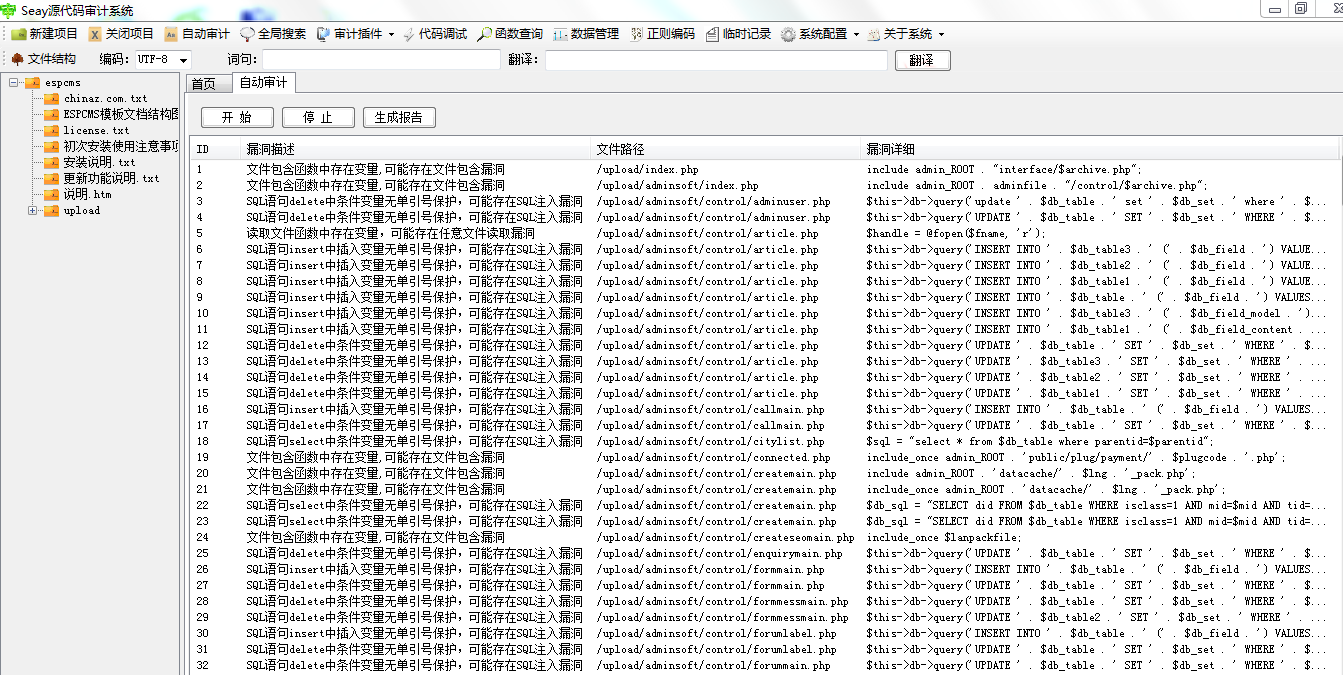 Seay源代码审计系统
新建项目 关闭项目 自动审计 全局搜索 审计插件 代码调试 函数查询 数据管理 正则编码 临时记录 系统配置 关于系统
文件结构 编码: UTF-8 词句: 翻译: 翻译
espcms
chinaz.com.txt
ESPCMS模板文档结构图
license.txt
初次安装使用注意事项
安装说明.txt
更新功能说明.txt
说明.htm
upload
首页 自动审计
开 始 停 止 生成报告
ID 漏洞描述 文件路径 漏洞详细
1 文件包含函数中存在变量,可能存在文件包含漏洞 /upload/index.php include admin_ROOT . "interface/$archive.php";
2 文件包含函数中存在变量,可能存在文件包含漏洞 /upload/adminsoft/index.php include admin_ROOT . adminfile . "/control/$archive.php";
3 SQL语句delete中条件变量无单引号保护，可能存在SQL注入漏洞 /upload/adminsoft/control/adminuser.php $this->db->query('update ' . $db_table . ' set ' . $db_set . ' where ' . $...
4 SQL语句delete中条件变量无单引号保护，可能存在SQL注入漏洞 /upload/adminsoft/control/adminuser.php $this->db->query('UPDATE ' . $db_table . ' SET ' . $db_set . ' WHERE ' . $...
5 读取文件函数中存在变量，可能存在任意文件读取漏洞 /upload/adminsoft/control/article.php $handle = @fopen($fname, 'r');
6 SQL语句insert中插入变量无单引号保护，可能存在SQL注入漏洞 /upload/adminsoft/control/article.php $this->db->query('INSERT INTO ' . $db_table3 . ' (' . $db_field . ') VALUE...
7 SQL语句insert中插入变量无单引号保护，可能存在SQL注入漏洞 /upload/adminsoft/control/article.php $this->db->query('INSERT INTO ' . $db_table2 . ' (' . $db_field . ') VALUE...
8 SQL语句insert中插入变量无单引号保护，可能存在SQL注入漏洞 /upload/adminsoft/control/article.php $this->db->query('INSERT INTO ' . $db_table1 . ' (' . $db_field . ') VALUE...
9 SQL语句insert中插入变量无单引号保护，可能存在SQL注入漏洞 /upload/adminsoft/control/article.php $this->db->query('INSERT INTO ' . $db_table . ' (' . $db_field . ') VALUES...
10 SQL语句insert中插入变量无单引号保护，可能存在SQL注入漏洞 /upload/adminsoft/control/article.php $this->db->query('INSERT INTO ' . $db_table3 . ' (' . $db_field_model . ')...
11 SQL语句insert中插入变量无单引号保护，可能存在SQL注入漏洞 /upload/adminsoft/control/article.php $this->db->query('INSERT INTO ' . $db_table1 . ' (' . $db_field_content . ...
12 SQL语句delete中条件变量无单引号保护，可能存在SQL注入漏洞 /upload/adminsoft/control/article.php $this->db->query('UPDATE ' . $db_table . ' SET ' . $db_set . ' WHERE ' . $...
13 SQL语句delete中条件变量无单引号保护，可能存在SQL注入漏洞 /upload/adminsoft/control/article.php $this->db->query('UPDATE ' . $db_table3 . ' SET ' . $db_set . ' WHERE ' . ...
14 SQL语句delete中条件变量无单引号保护，可能存在SQL注入漏洞 /upload/adminsoft/control/article.php $this->db->query('UPDATE ' . $db_table2 . ' SET ' . $db_set . ' WHERE ' . ...
15 SQL语句delete中条件变量无单引号保护，可能存在SQL注入漏洞 /upload/adminsoft/control/article.php $this->db->query('UPDATE ' . $db_table1 . ' SET ' . $db_set . ' WHERE ' . ...
16 SQL语句insert中插入变量无单引号保护，可能存在SQL注入漏洞 /upload/adminsoft/control/callmain.php $this->db->query('INSERT INTO ' . $db_table . ' (' . $db_field . ') VALUES...
17 SQL语句delete中条件变量无单引号保护，可能存在SQL注入漏洞 /upload/adminsoft/control/callmain.php $this->db->query('UPDATE ' . $db_table . ' SET ' . $db_set . ' WHERE ' . $...
18 SQL语句select中条件变量无单引号保护，可能存在SQL注入漏洞 /upload/adminsoft/control/citylist.php $sql = "select * from $db_table where parentid=$parentid";
19 文件包含函数中存在变量,可能存在文件包含漏洞 /upload/adminsoft/control/connected.php include_once admin_ROOT . 'public/plug/payment/' . $plugcode . '.php';
20 文件包含函数中存在变量,可能存在文件包含漏洞 /upload/adminsoft/control/createmain.php include admin_ROOT . 'datacache/' . $lng . '_pack.php';
21 文件包含函数中存在变量,可能存在文件包含漏洞 /upload/adminsoft/control/createmain.php include_once admin_ROOT . 'datacache/' . $lng . '_pack.php';
22 SQL语句select中条件变量无单引号保护，可能存在SQL注入漏洞 /upload/adminsoft/control/createmain.php $db_sql = "SELECT did FROM $db_table WHERE isclass=1 AND mid=$mid AND tid=...
23 SQL语句select中条件变量无单引号保护，可能存在SQL注入漏洞 /upload/adminsoft/control/createmain.php $db_sql = "SELECT did FROM $db_table WHERE isclass=1 AND mid=$mid AND tid=...
24 文件包含函数中存在变量,可能存在文件包含漏洞 /upload/adminsoft/control/createseomain.php include_once $lanpackfile;
25 SQL语句delete中条件变量无单引号保护，可能存在SQL注入漏洞 /upload/adminsoft/control/enquirymain.php $this->db->query('UPDATE ' . $db_table . ' SET ' . $db_set . ' WHERE ' . $...
26 SQL语句insert中插入变量无单引号保护，可能存在SQL注入漏洞 /upload/adminsoft/control/formmain.php $this->db->query('INSERT INTO ' . $db_table . ' (' . $db_field . ') VALUES...
27 SQL语句delete中条件变量无单引号保护，可能存在SQL注入漏洞 /upload/adminsoft/control/formmain.php $this->db->query('UPDATE ' . $db_table . ' SET ' . $db_set . ' WHERE ' . $...
28 SQL语句delete中条件变量无单引号保护，可能存在SQL注入漏洞 /upload/adminsoft/control/formmessmain.php $this->db->query('UPDATE ' . $db_table . ' SET ' . $db_set . ' WHERE ' . $...
29 SQL语句delete中条件变量无单引号保护，可能存在SQL注入漏洞 /upload/adminsoft/control/formmessmain.php $this->db->query('UPDATE ' . $db_table2 . ' SET ' . $db_set . ' WHERE ' . ...
30 SQL语句insert中插入变量无单引号保护，可能存在SQL注入漏洞 /upload/adminsoft/control/forumlabel.php $this->db->query('INSERT INTO ' . $db_table . ' (' . $db_field . ') VALUES...
31 SQL语句delete中条件变量无单引号保护，可能存在SQL注入漏洞 /upload/adminsoft/control/forumlabel.php $this->db->query('UPDATE ' . $db_table . ' SET ' . $db_set . ' WHERE ' . $...
32 SQL语句delete中条件变量无单引号保护，可能存在SQL注入漏洞 /upload/adminsoft/control/forummain.php $this->db->query('UPDATE ' . $db_table . ' SET ' . $db_set . ' WHERE ' . $...